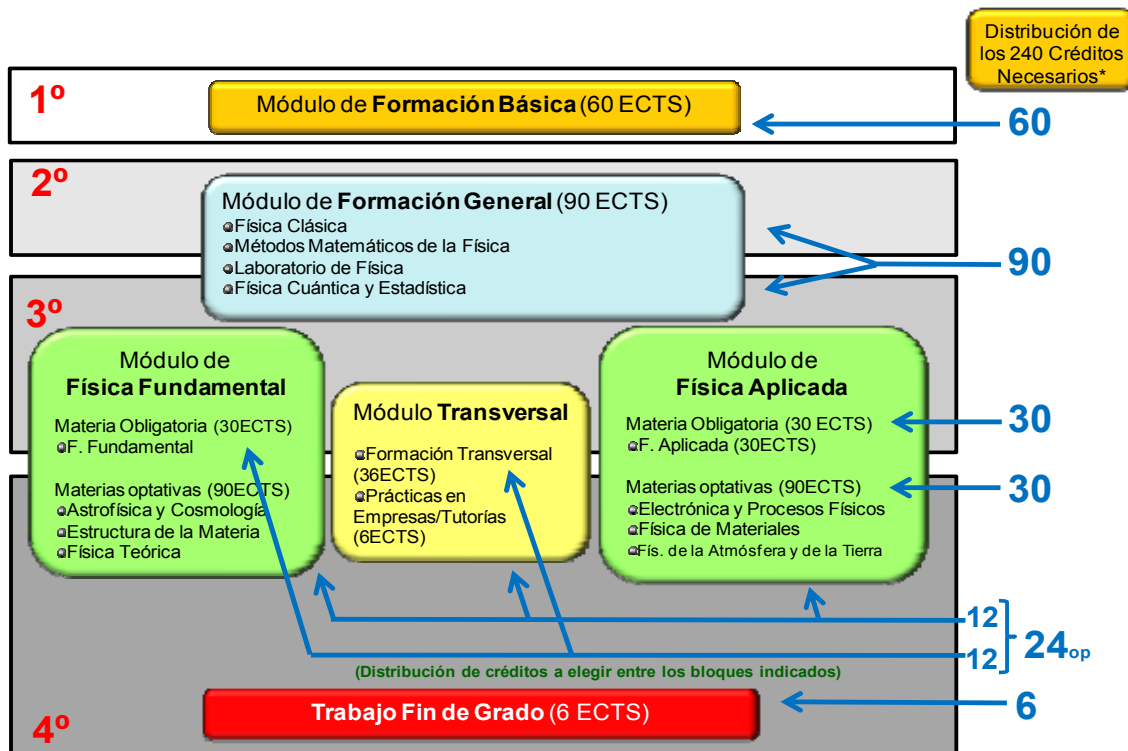 Distribución de
los 240 Créditos
Necesarios*
1º
Módulo de Formación Básica (60 ECTS)
60
2º
Módulo de Formación General (90 ECTS)
Física Clásica
Métodos Matemáticos de la Física
Laboratorio de Física
Física Cuántica y Estadística
90
3º
Módulo de
Física Fundamental
Materia Obligatoria (30ECTS)
F. Fundamental
Materias optativas (90ECTS)
Astrofísica y Cosmología
Estructura de la Materia
Física Teórica
Módulo Transversal
Formación Transversal
(36ECTS)
Prácticas en
Empresas/Tutorías
(6ECTS)
Módulo de
Física Aplicada
Materia Obligatoria (30 ECTS)
F. Aplicada (30ECTS)
Materias optativas (90ECTS)
Electrónica y Procesos Físicos
Física de Materiales
Fís. de la Atmósfera y de la Tierra
30
30
12
12
24op
(Distribución de créditos a elegir entre los bloques indicados)
4º
Trabajo Fin de Grado (6 ECTS)
6